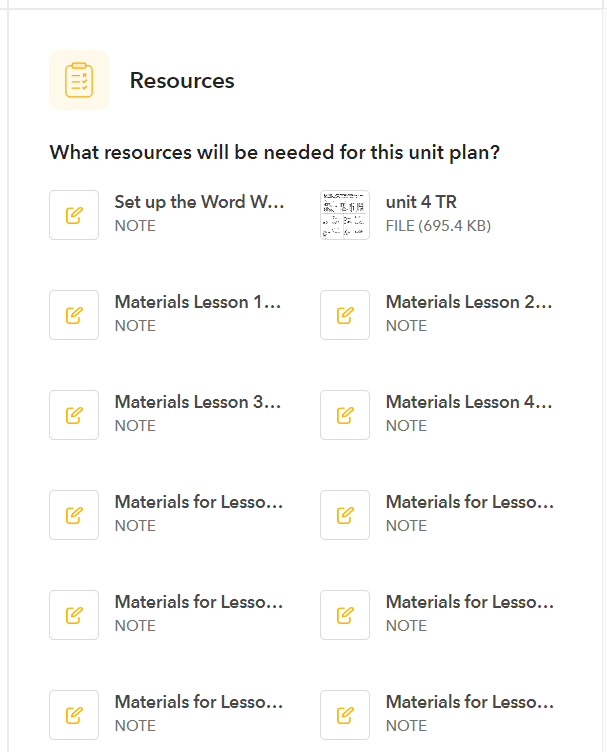 Resources
What resources will be needed for this unit plan?
Set up the Word W...
NOTE
unit 4 TR
FILE (695.4 KB)
Materials Lesson 1...
NOTE
Materials Lesson 2...
NOTE
Materials Lesson 3...
NOTE
Materials Lesson 4...
NOTE
Materials for Lesso...
NOTE
Materials for Lesso...
NOTE
Materials for Lesso...
NOTE
Materials for Lesso...
NOTE
Materials for Lesso...
NOTE
Materials for Lesso...
NOTE